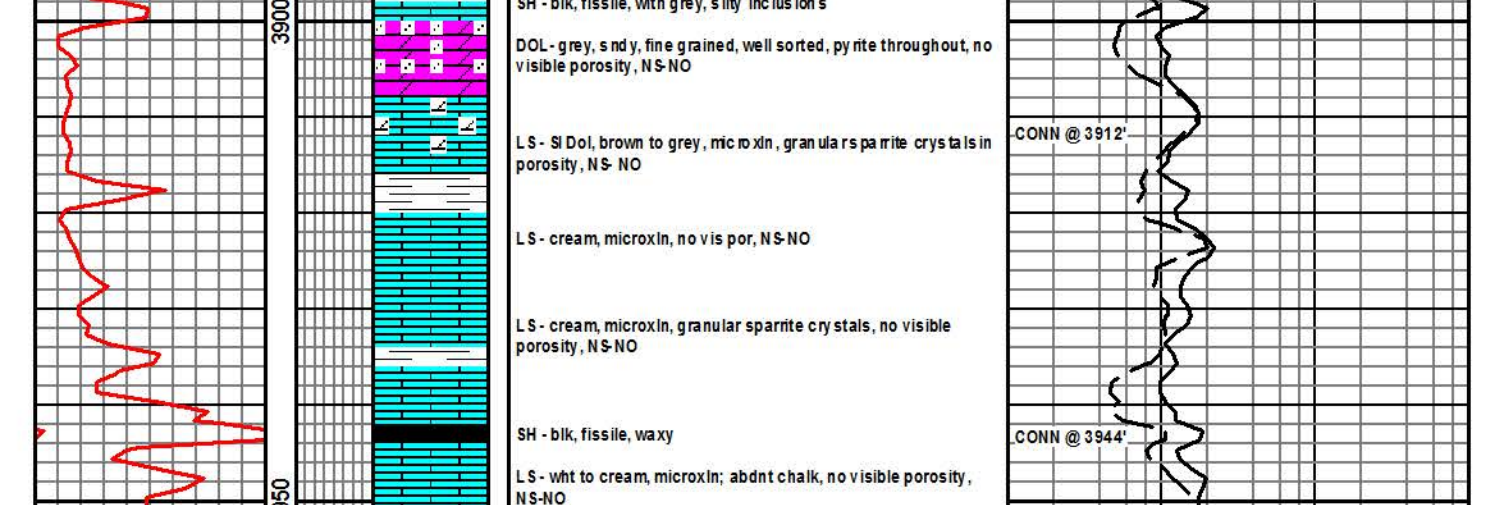 3900
SH - blk, fissile, with grey, silty inclusions
DOL- grey, sndy, fine grained, well sorted, pyrite throughout, no
visible porosity, NS-NO
CONN @ 3912'
LS - Sl Dol, brown to grey, microxln, granular sparrite crystals in
porosity, NS- NO
LS - cream, microxln, no vis por, NS-NO
LS - cream, microxln, granular sparrite crystals, no visible
porosity, NS-NO
SH - blk, fissile, waxy
CONN @ 3944'
LS - wht to cream, microxln; abdnt chalk, no visible porosity,
NS-NO